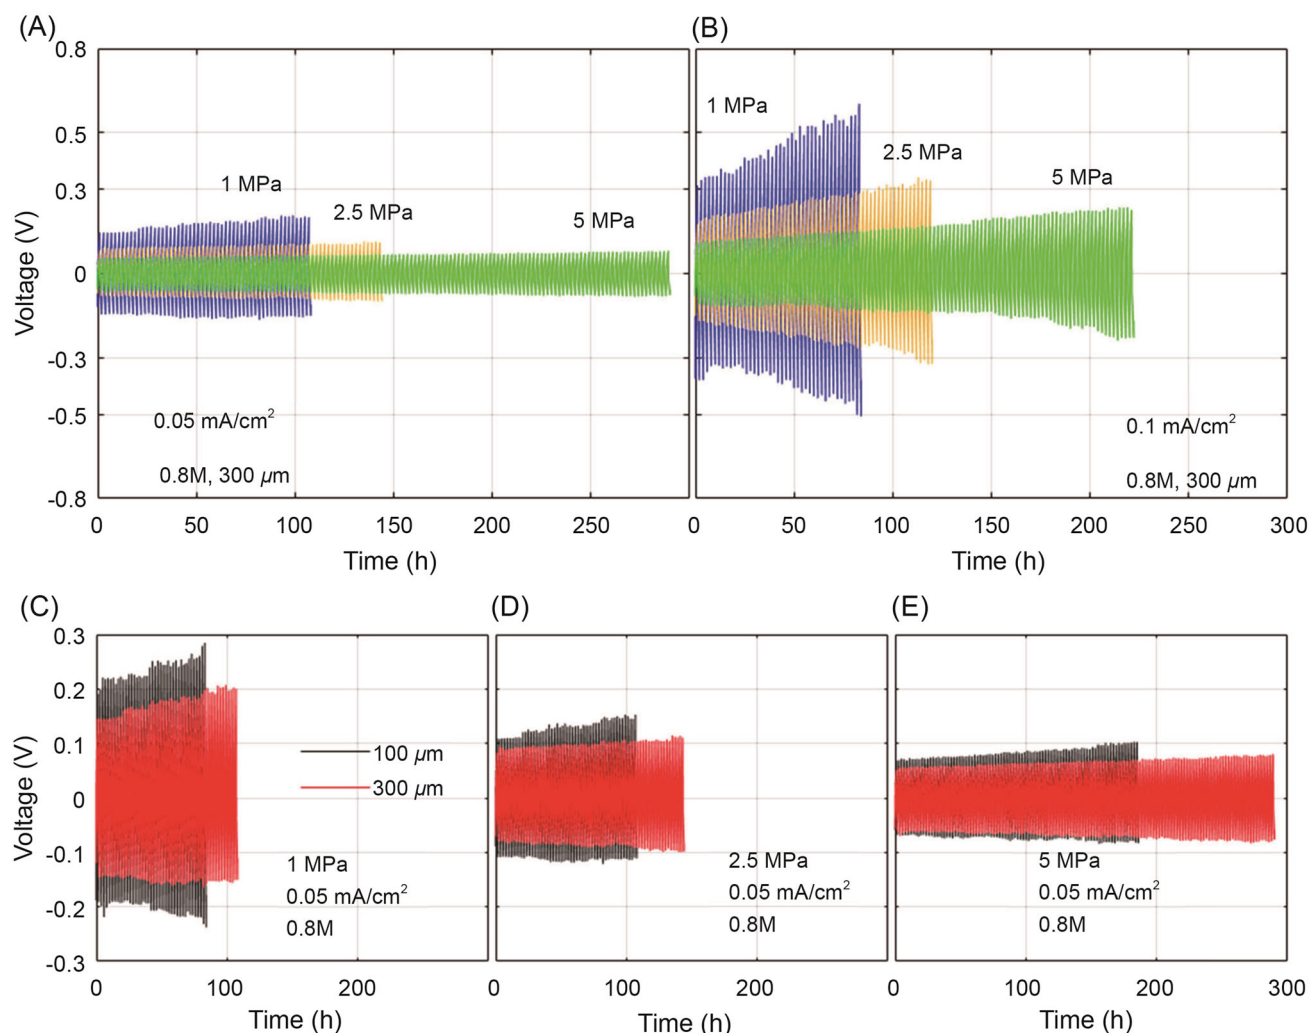 (A)
(B)
0.8
0.5
0.3
0
-0.3
-0.5
-0.8
Voltage (V)
1 MPa
2.5 MPa
5 MPa
0.05 mA/cm²
0.8M, 300 µm
0
50
100
150
200
250
Time (h)
1 MPa
2.5 MPa
5 MPa
0.1 mA/cm²
0.8M, 300 µm
0
50
100
150
200
250
300
Time (h)
(C)
(D)
(E)
0.3
0.2
0.1
0
-0.1
-0.2
-0.3
Voltage (V)
100 µm
300 µm
1 MPa
0.05 mA/cm²
0.8M
0
100
200
Time (h)
2.5 MPa
0.05 mA/cm²
0.8M
0
100
200
Time (h)
5 MPa
0.05 mA/cm²
0.8M
0
100
200
300
Time (h)